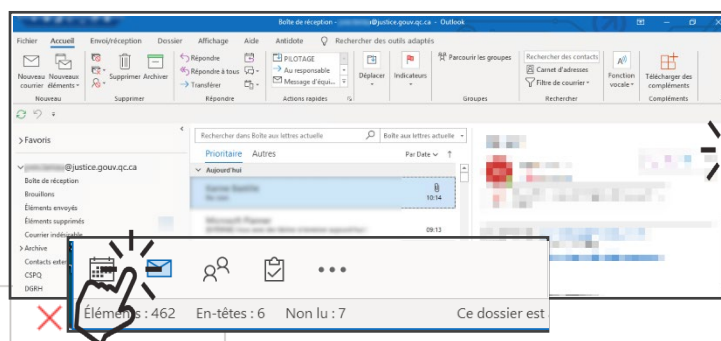 Boîte de réception - @justice.gouv.qc.ca - Outlook
Fichier Accueil Envoi/réception Dossier Affichage Aide Antidote Rechercher des outils adaptés
Nouveau courrier
Nouveaux éléments
Supprimer Archiver
Répondre
Répondre à tous
Transférer
PILOTAGE
Au responsable
Message d'équi...
Déplacer
Indicateurs
Parcourir les groupes
Rechercher des contacts
Carnet d'adresses
Filtre de courrier
Fonction vocale
Télécharger des compléments
Nouveau Supprimer Répondre Actions rapides Groupes Rechercher Compléments
Favoris
@justice.gouv.qc.ca
Boîte de réception
Brouillons
Éléments envoyés
Éléments supprimés
Courrier indésirable
Archive
Contacts exter
CSPQ
DGRH
Rechercher dans Boîte aux lettres actuelle
Boîte aux lettres actuelle
Prioritaire Autres
Par Date
Aujourd'hui
10:14
09:13
Éléments : 462 En-têtes : 6 Non lu : 7 Ce dossier est